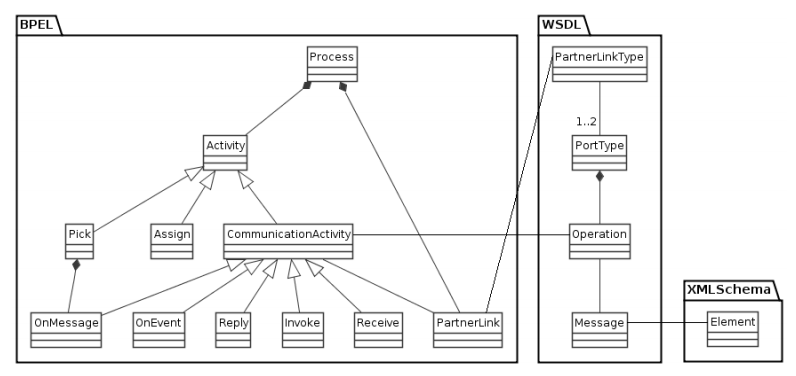 BPEL
WSDL
Process
PartnerLinkType
1..2
Activity
PortType
Pick
Assign
CommunicationActivity
Operation
XMLSchema
OnMessage
OnEvent
Reply
Invoke
Receive
PartnerLink
Message
Element